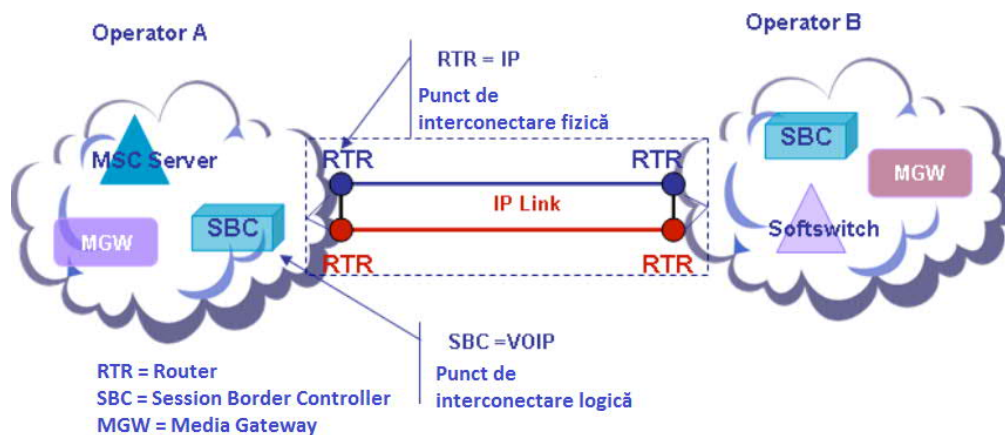 Operator A
Operator B
RTR = IP
Punct de
interconectare fizică
MSC Server
SBC
MGW
RTR
RTR
SBC
MGW
IP Link
Softswitch
RTR
RTR
SBC =VOIP
Punct de
interconectare logică
RTR = Router
SBC = Session Border Controller
MGW = Media Gateway